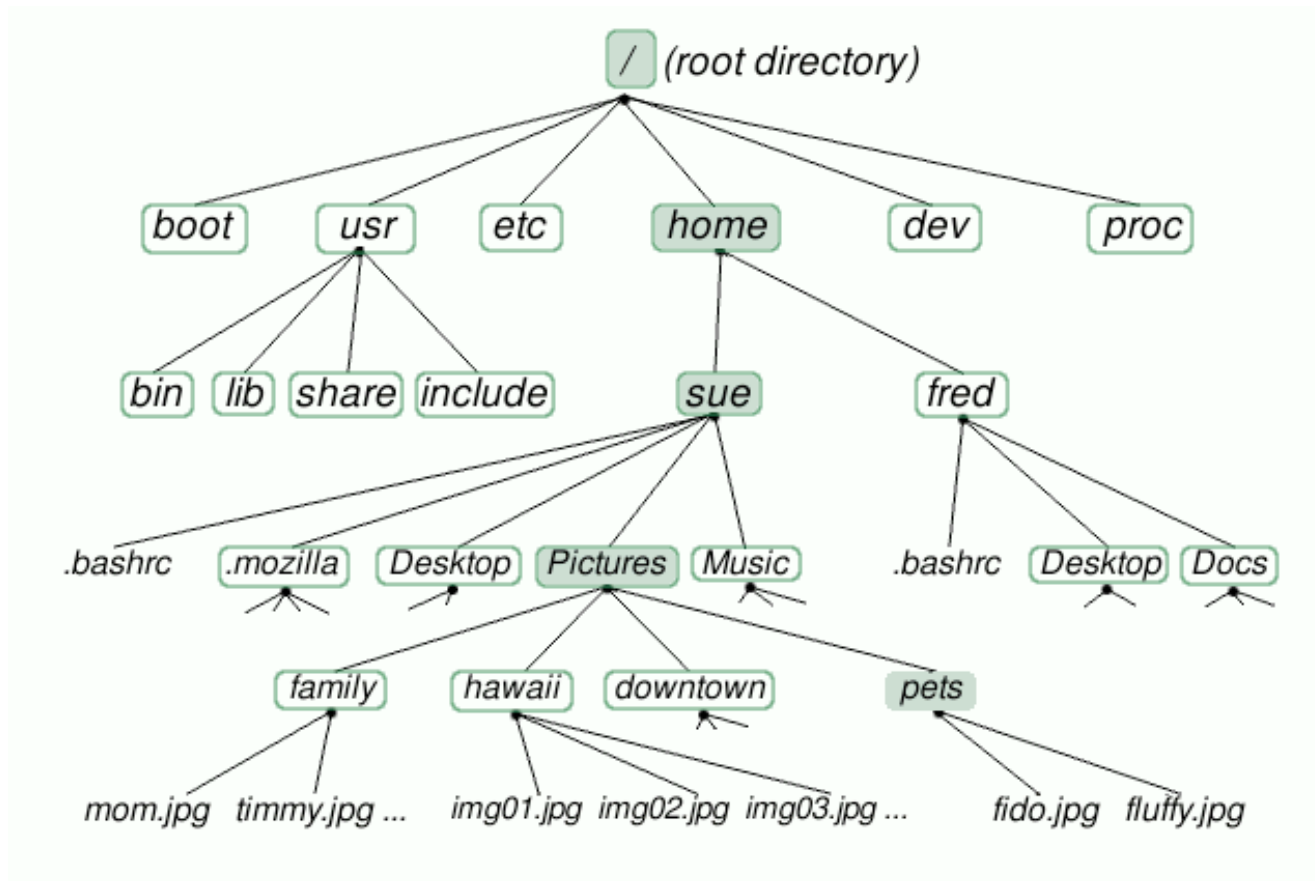 / (root directory)
boot usr etc home dev proc
bin lib share include sue fred
.bashrc .mozilla Desktop Pictures Music .bashrc Desktop Docs
family hawaii downtown pets
mom.jpg timmy.jpg ... img01.jpg img02.jpg img03.jpg ... fido.jpg fluffy.jpg